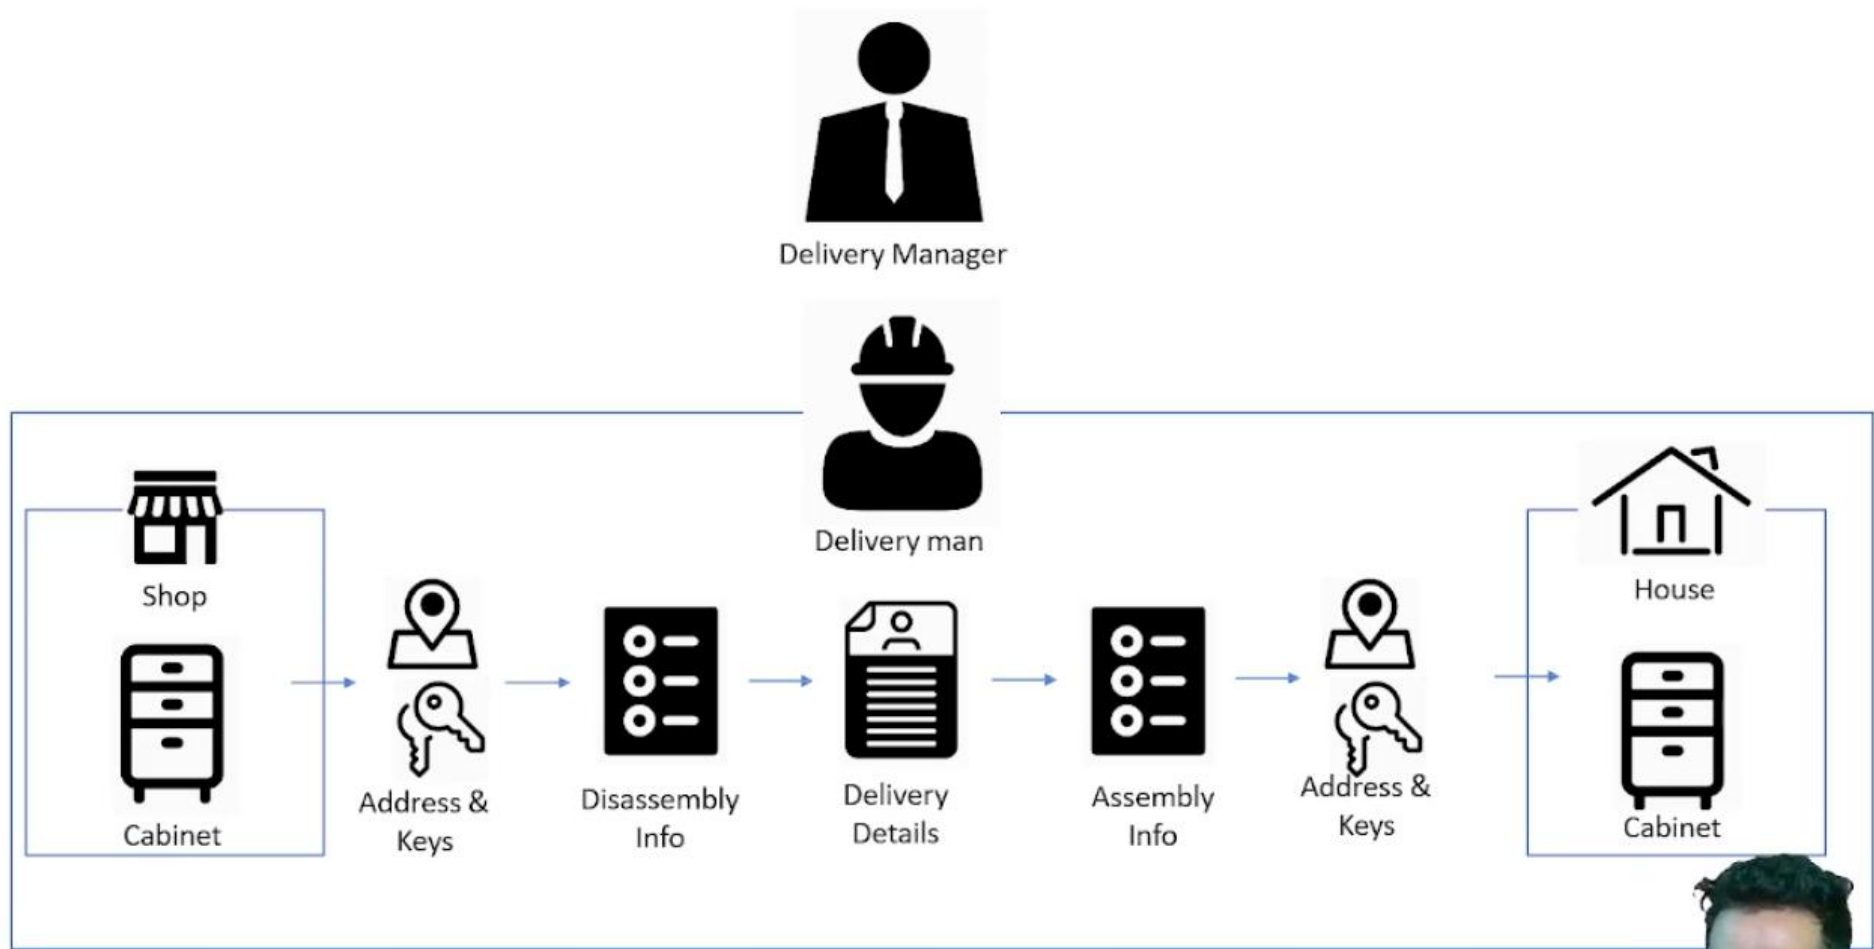 Delivery Manager
Delivery man
Shop
Cabinet
Address &
Keys
Disassembly
Info
Delivery
Details
Assembly
Info
Address &
Keys
House
Cabinet